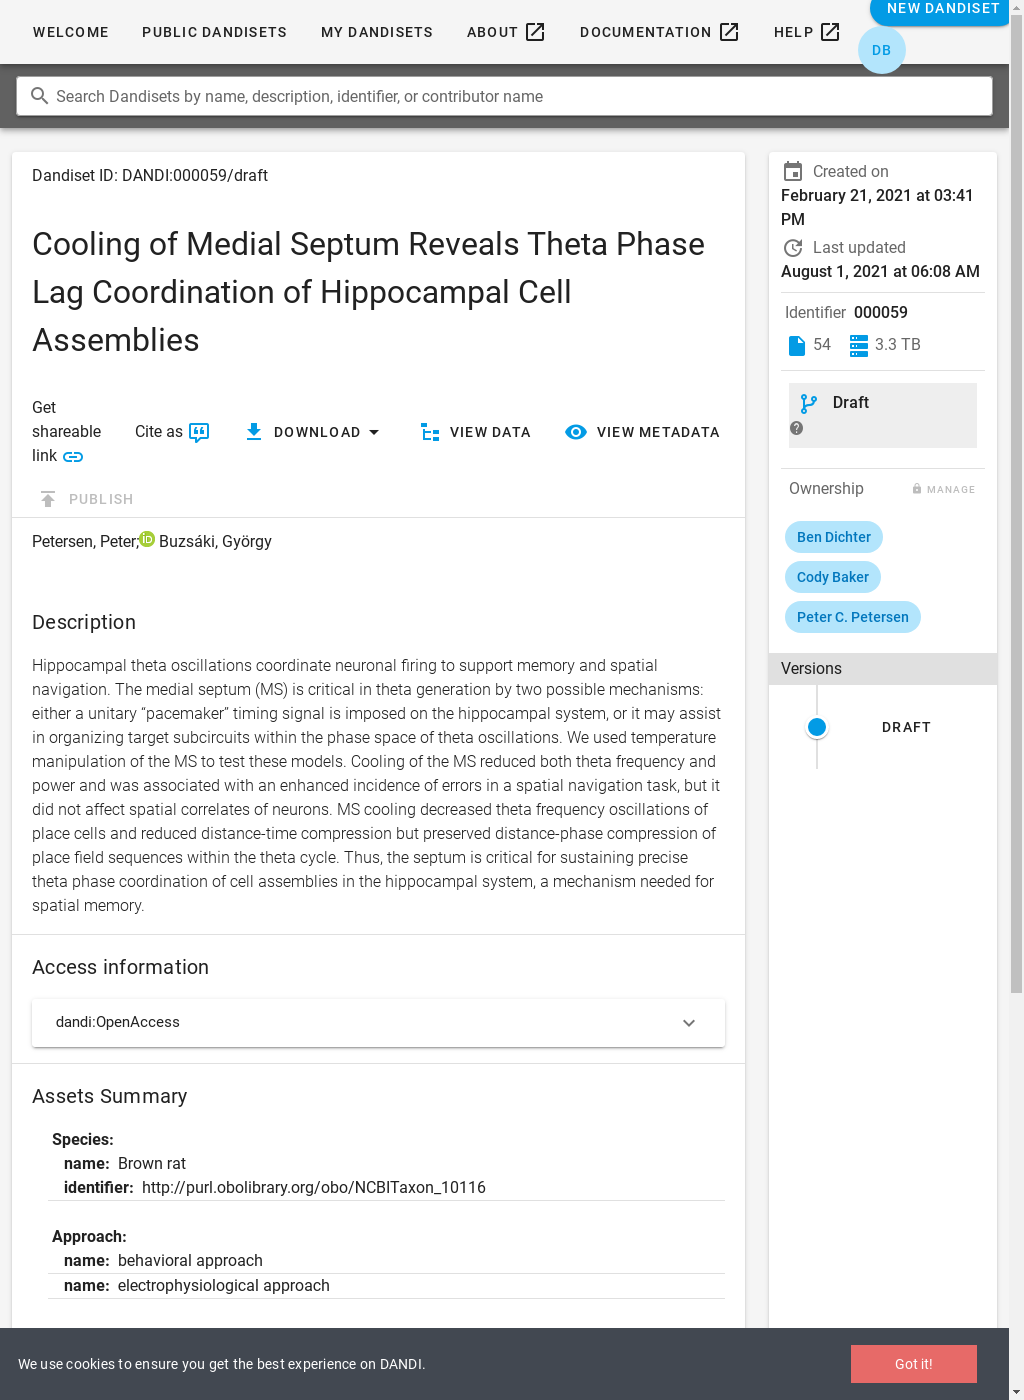 WELCOME
PUBLIC DANDISETS
MY DANDISETS
ABOUT
DOCUMENTATION
HELP
NEW DANDISET
DB
Search Dandisets by name, description, identifier, or contributor name
Dandiset ID: DANDI:000059/draft
Cooling of Medial Septum Reveals Theta Phase
Lag Coordination of Hippocampal Cell
Assemblies
Get
shareable
link
Cite as
DOWNLOAD
VIEW DATA
VIEW METADATA
PUBLISH
Petersen, Peter; iD Buzsáki, György
Description
Hippocampal theta oscillations coordinate neuronal firing to support memory and spatial
navigation. The medial septum (MS) is critical in theta generation by two possible mechanisms:
either a unitary “pacemaker” timing signal is imposed on the hippocampal system, or it may assist
in organizing target subcircuits within the phase space of theta oscillations. We used temperature
manipulation of the MS to test these models. Cooling of the MS reduced both theta frequency and
power and was associated with an enhanced incidence of errors in a spatial navigation task, but it
did not affect spatial correlates of neurons. MS cooling decreased theta frequency oscillations of
place cells and reduced distance-time compression but preserved distance-phase compression of
place field sequences within the theta cycle. Thus, the septum is critical for sustaining precise
theta phase coordination of cell assemblies in the hippocampal system, a mechanism needed for
spatial memory.
Access information
dandi:OpenAccess
Assets Summary
Species:
name: Brown rat
identifier: http://purl.obolibrary.org/obo/NCBITaxon_10116
Approach:
name: behavioral approach
name: electrophysiological approach
Created on
February 21, 2021 at 03:41
PM
Last updated
August 1, 2021 at 06:08 AM
Identifier 000059
54
3.3 TB
Draft
?
Ownership
MANAGE
Ben Dichter
Cody Baker
Peter C. Petersen
Versions
DRAFT
We use cookies to ensure you get the best experience on DANDI.
Got it!